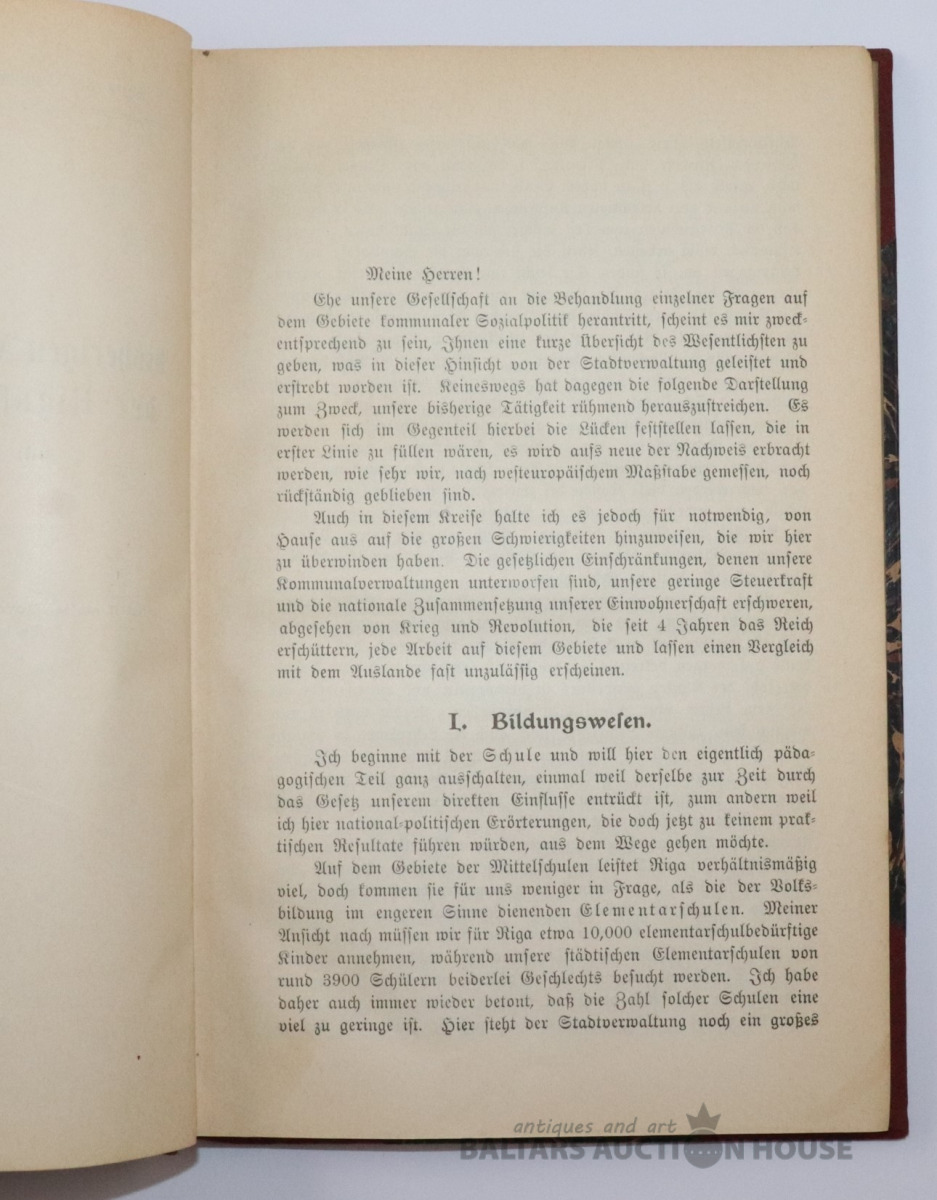 Meine Herren!
Ehe unsere Gesellschaft an die Behandlung einzelner Fragen auf
dem Gebiete kommunaler Sozialpolitik herantritt, scheint es mir zweck-
entsprechend zu sein, Ihnen eine kurze Übersicht des Wesentlichsten zu
geben, was in dieser Hinsicht von der Stadtverwaltung geleistet und
erstrebt worden ist. Keineswegs hat dagegen die folgende Darstellung
zum Zweck, unsere bisherige Tätigkeit rühmend herauszustreichen. Es
werden sich im Gegenteil hierbei die Lücken feststellen lassen, die in
erster Linie zu füllen wären, es wird aufs neue der Nachweis erbracht
werden, wie sehr wir, nach westeuropäischem Maßstabe gemessen, noch
rückständig geblieben sind.
Auch in diesem Kreise halte ich es jedoch für notwendig, von
Hause aus auf die großen Schwierigkeiten hinzuweisen, die wir hier
zu überwinden haben. Die gesetzlichen Einschränkungen, denen unsere
Kommunalverwaltungen unterworfen sind, unsere geringe Steuerkraft
und die nationale Zusammensetzung unserer Einwohnerschaft erschweren,
abgesehen von Krieg und Revolution, die seit 4 Jahren das Reich
erschüttern, jede Arbeit auf diesem Gebiete und lassen einen Vergleich
mit dem Auslande fast unzulässig erscheinen.
I. Bildungswesen.
Ich beginne mit der Schule und will hier den eigentlich päda-
gogischen Teil ganz ausschalten, einmal weil derselbe zur Zeit durch
das Gesetz unserem direkten Einflusse entrückt ist, zum andern weil
ich hier national-politischen Erörterungen, die doch jetzt zu keinem prak-
tischen Resultate führen würden, aus dem Wege gehen möchte.
Auf dem Gebiete der Mittelschulen leistet Riga verhältnismäßig
viel, doch kommen sie für uns weniger in Frage, als die der Volks-
bildung im engeren Sinne dienenden Elementarschulen. Meiner
Ansicht nach müssen wir für Riga etwa 10,000 elementarschulbedürftige
Kinder annehmen, während unsere städtischen Elementarschulen von
rund 3900 Schülern beiderlei Geschlechts besucht werden. Ich habe
daher auch immer wieder betont, daß die Zahl solcher Schulen eine
viel zu geringe ist. Hier steht der Stadtverwaltung noch ein großes
antiques and art
BALTARS AUCTION HOUSE